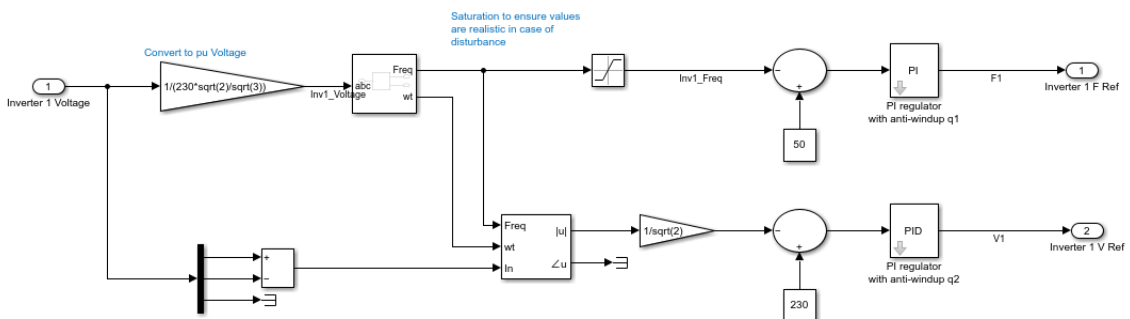 Saturation to ensure values
are realistic in case of
disturbance
Convert to pu Voltage
1
Inverter 1 Voltage
1/(230*sqrt(2)/sqrt(3))
Inv1_Voltage
abc
Freq
wt
Inv1_Freq
−
+
50
PI
PI regulator
with anti-windup q1
F1
1
Inverter 1 F Ref
+
−
Freq
wt
In
|u|
∠u
1/sqrt(2)
−
+
230
PID
PI regulator
with anti-windup q2
V1
2
Inverter 1 V Ref